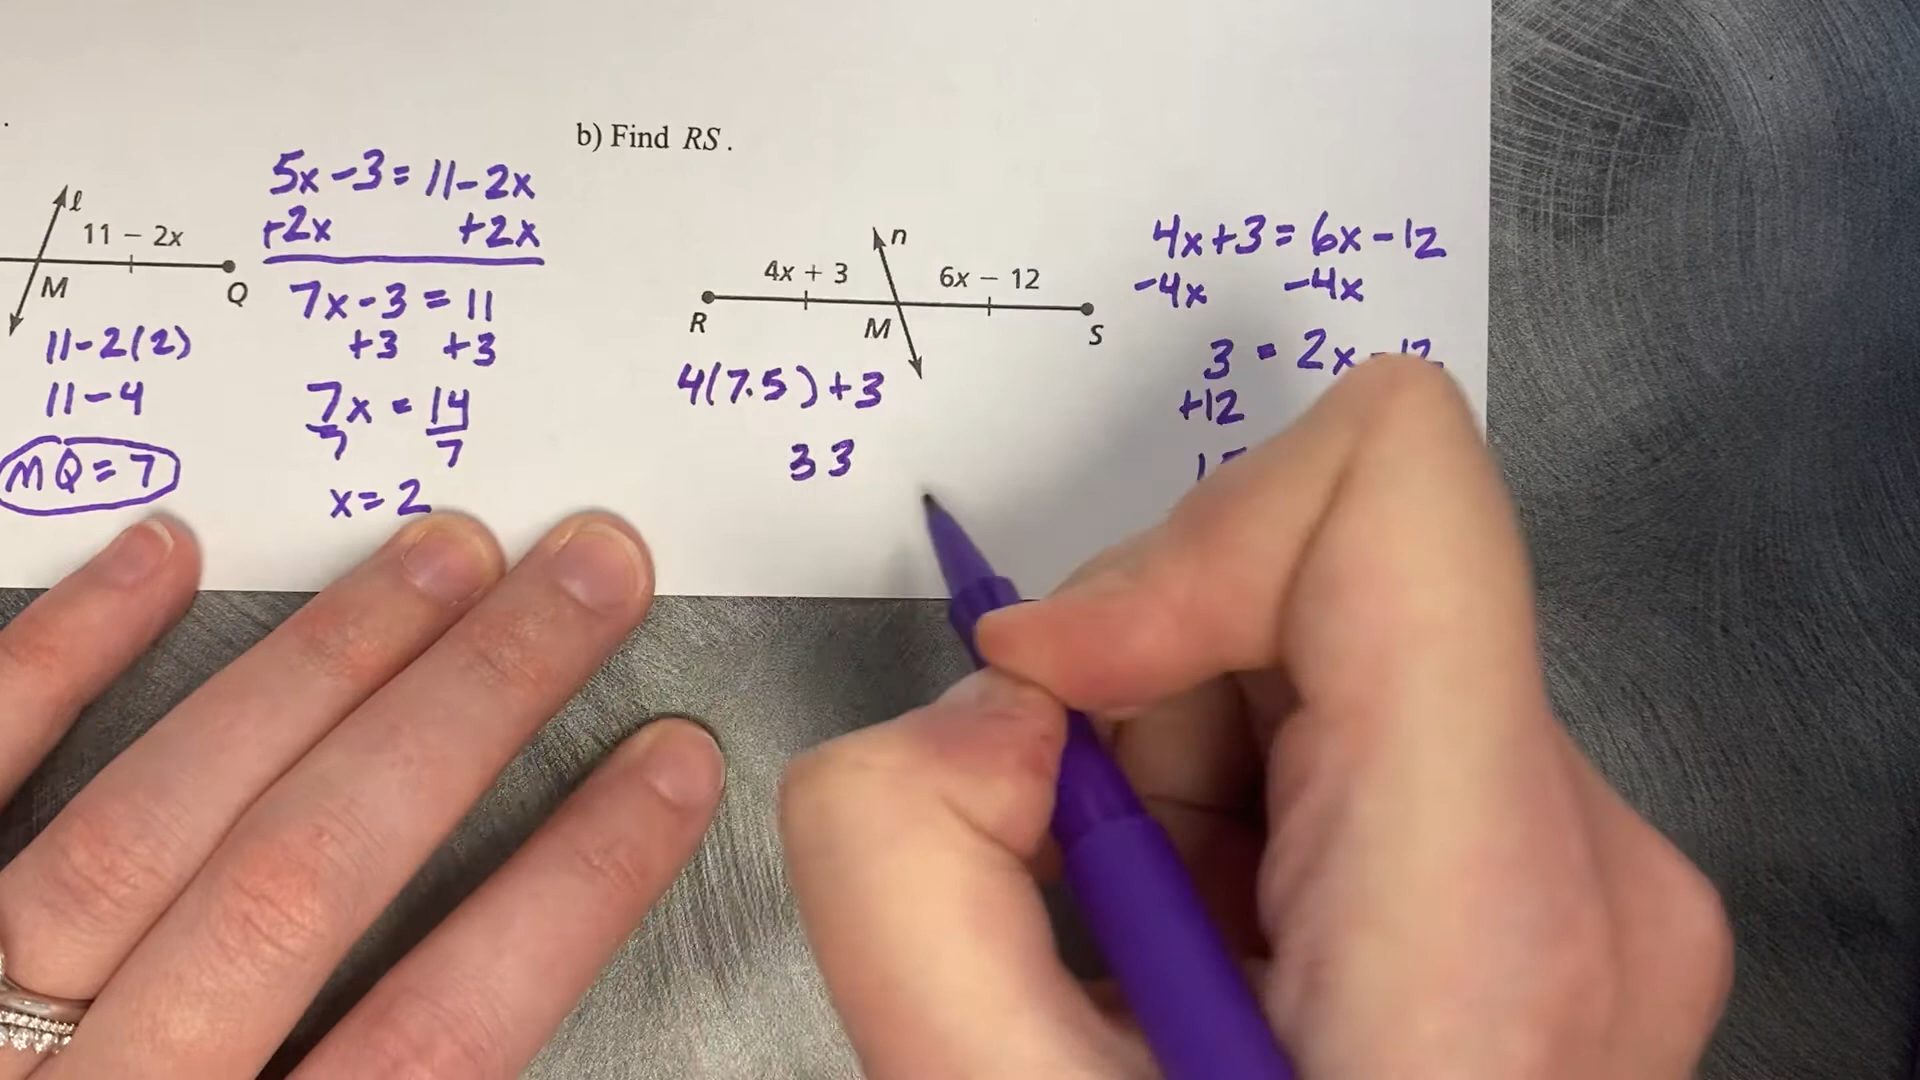 ℓ
11 − 2x
M
Q
11-2(2)
11-4
MQ=7
5x-3=11-2x
+2x +2x
7x-3=11
+3 +3
7x=14
7 7
x=2
b) Find RS.
n
4x + 3
6x − 12
R
M
S
4(7.5)+3
33
4x+3=6x-12
-4x -4x
3=2x-12
+12